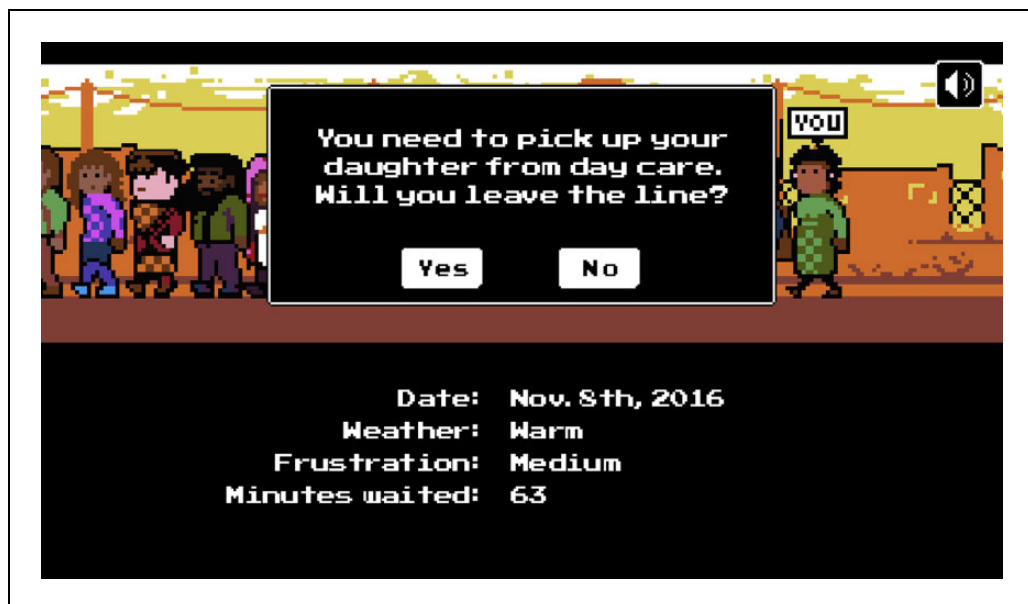 YOU
You need to pick up your
daughter from day care.
Will you leave the line?
Yes
No
Date: Nov. 8th, 2016
Weather: Warm
Frustration: Medium
Minutes waited: 63